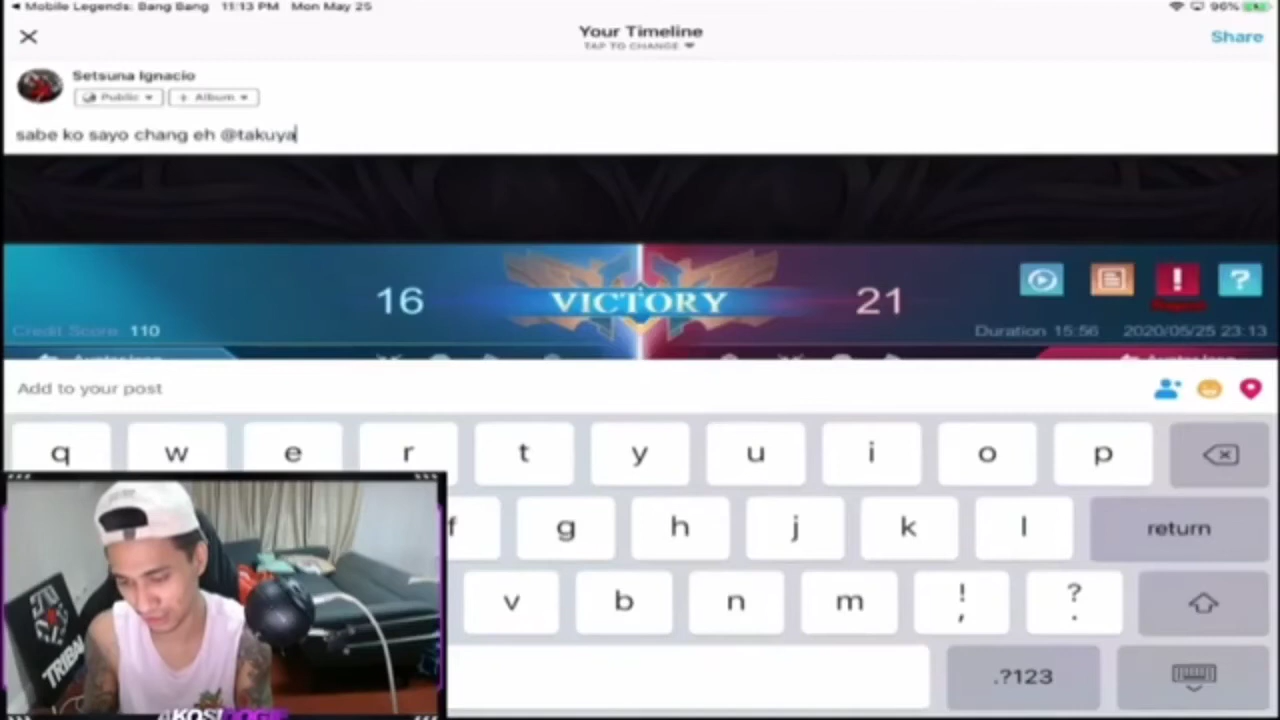 Mobile Legends: Bang Bang 11:13 PM Mon May 25
96%
Your Timeline
TAP TO CHANGE
Share
Setsuna Ignacio
Public
+ Album
sabe ko sayo chang eh @takuya
16
VICTORY
21
Credit Score 110
Duration 15:56 2020/05/25 23:13
Add to your post
q w e r t y u i o p
f g h j k l return
v b n m ! , ? .
.?123
TRIBAL
AKOSIDOGIE